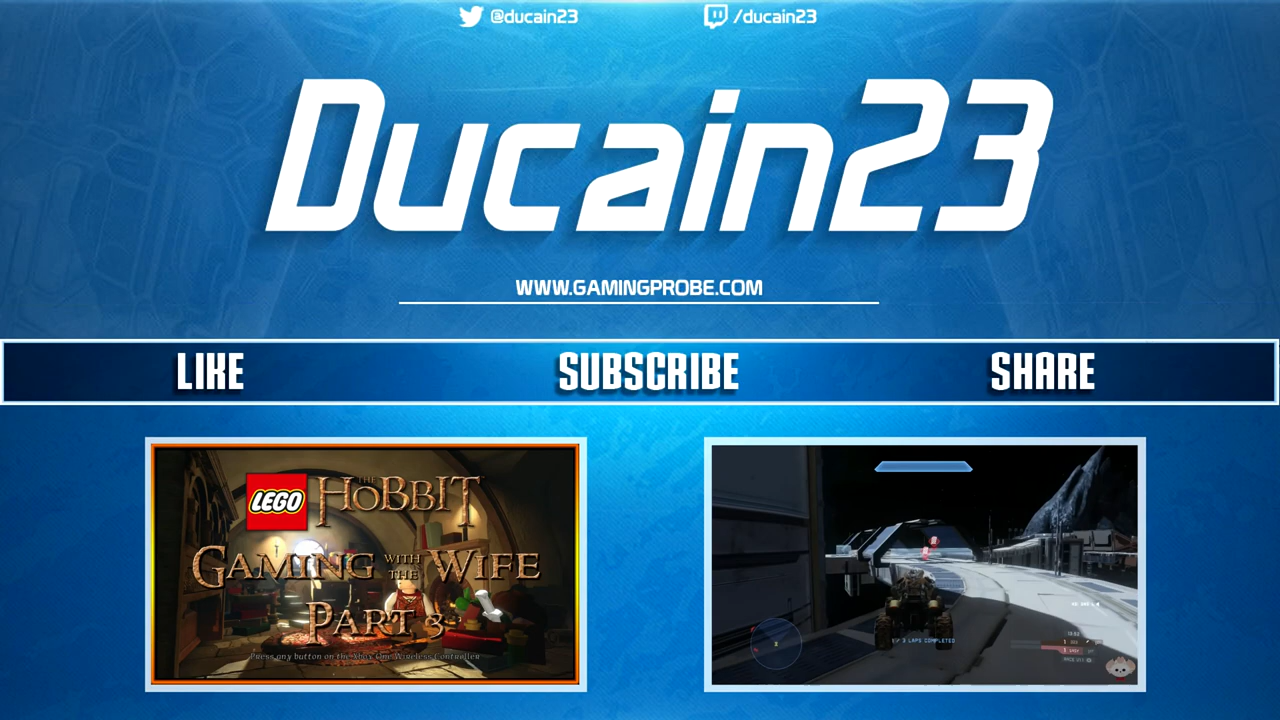 @ducain23
/ducain23
Ducain23
WWW.GAMINGPROBE.COM
LIKE
SUBSCRIBE
SHARE
LEGO THE HOBBIT
GAMING WITH THE WIFE
PART 3
Press any button on the Xbox One Wireless Controller
3 LAPS COMPLETED